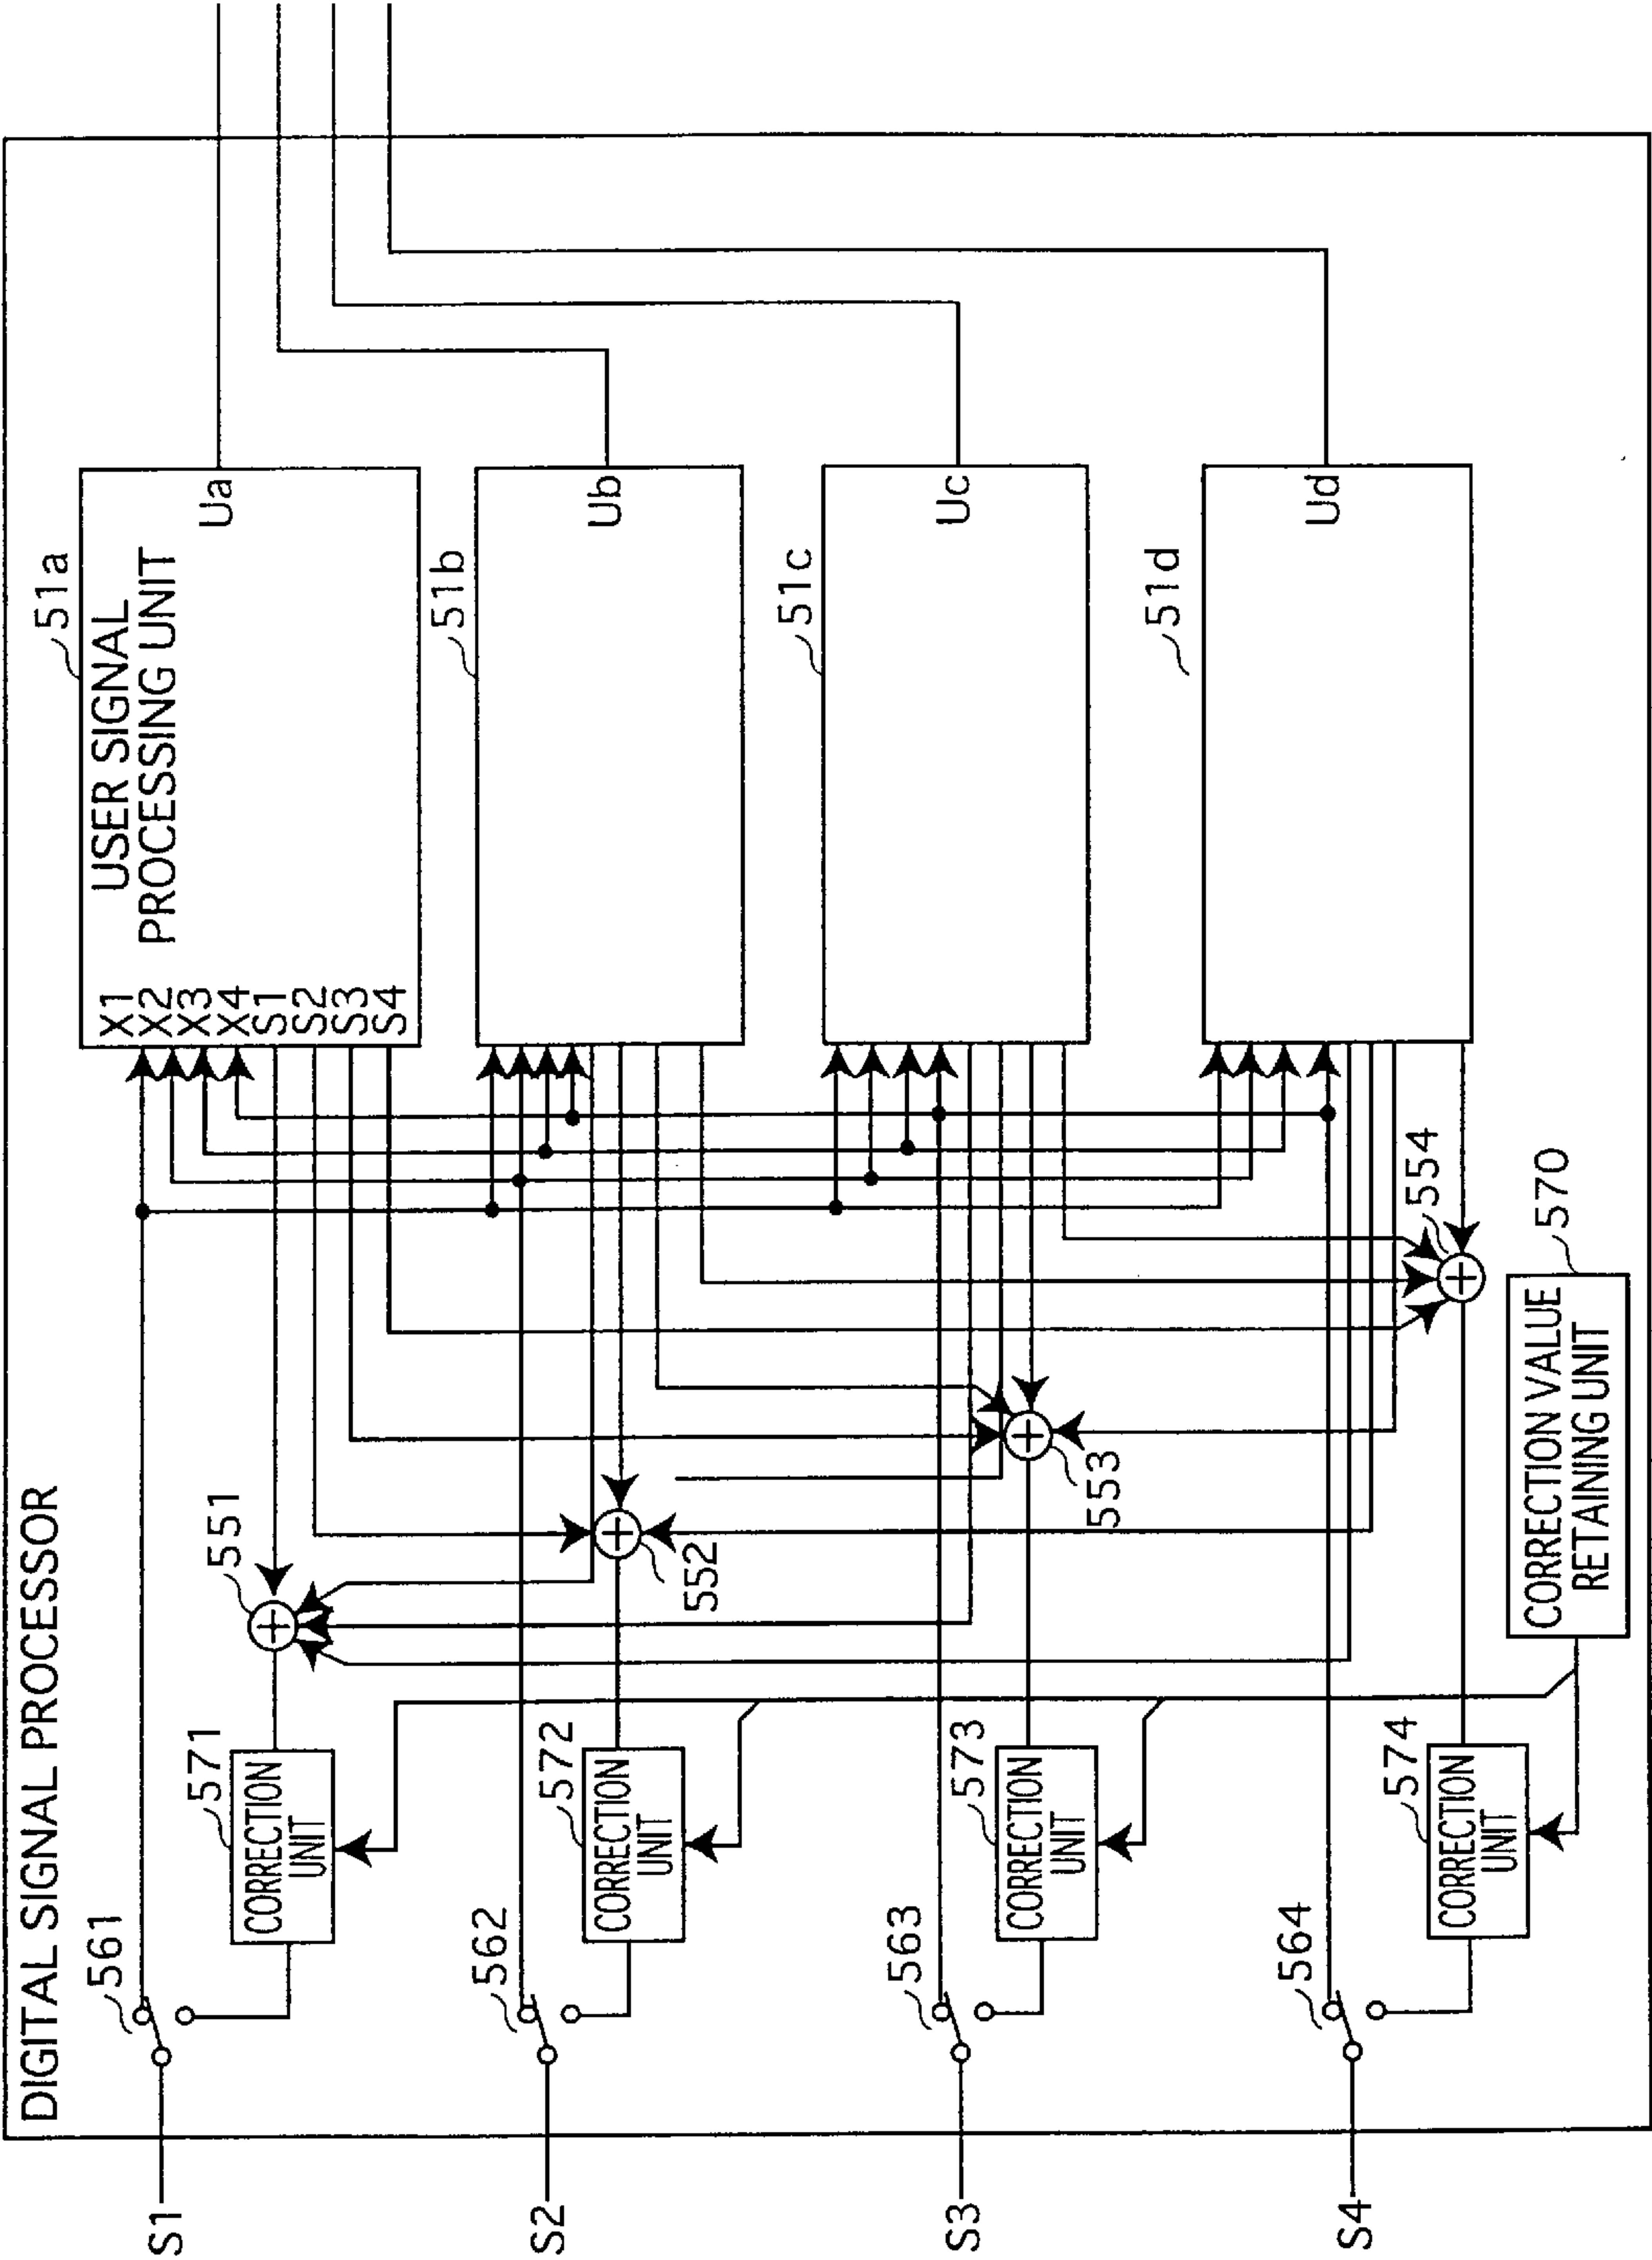 DIGITAL SIGNAL PROCESSOR
S1
561
571
CORRECTION
UNIT
551
X1
X2
X3
X4
S1
S2
S3
S4
USER SIGNAL
PROCESSING UNIT
51a
Ua
S2
562
572
CORRECTION
UNIT
552
51b
Ub
S3
563
573
CORRECTION
UNIT
553
51c
Uc
S4
564
574
CORRECTION
UNIT
554
51d
Ud
CORRECTION VALUE
RETAINING UNIT
570